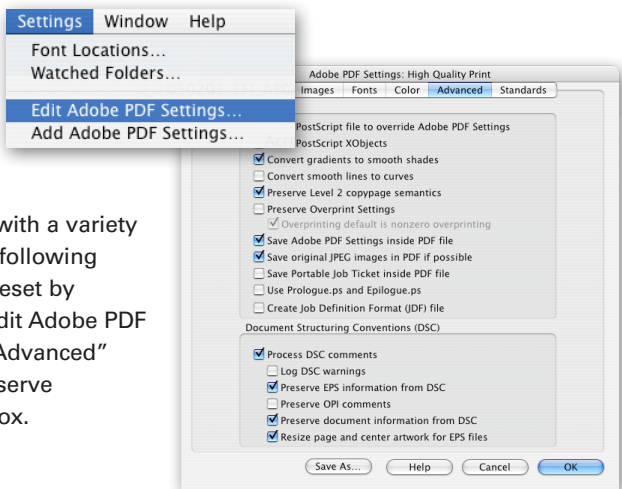 Settings Window Help
Font Locations...
Watched Folders...
Edit Adobe PDF Settings...
Add Adobe PDF Settings...
with a variety
following
eset by
dit Adobe PDF
Advanced”
serve
ox.
Adobe PDF Settings: High Quality Print
Images Fonts Color Advanced Standards
PostScript file to override Adobe PDF Settings
PostScript XObjects
Convert gradients to smooth shades
Convert smooth lines to curves
Preserve Level 2 copypage semantics
Preserve Overprint Settings
Overprinting default is nonzero overprinting
Save Adobe PDF Settings inside PDF file
Save original JPEG images in PDF if possible
Save Portable Job Ticket inside PDF file
Use Prologue.ps and Epilogue.ps
Create Job Definition Format (JDF) file
Document Structuring Conventions (DSC)
Process DSC comments
Log DSC warnings
Preserve EPS information from DSC
Preserve OPI comments
Preserve document information from DSC
Resize page and center artwork for EPS files
Save As... Help Cancel OK